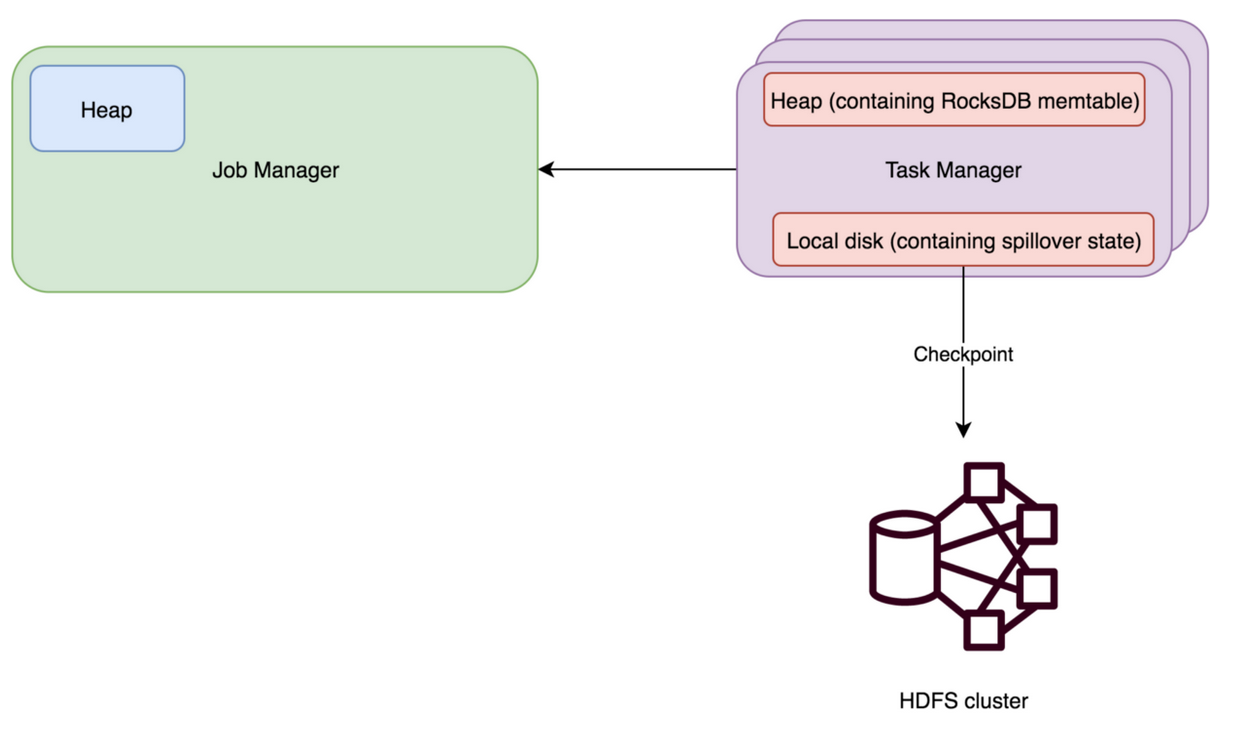 Heap
Job Manager
Heap (containing RocksDB memtable)
Task Manager
Local disk (containing spillover state)
Checkpoint
HDFS cluster